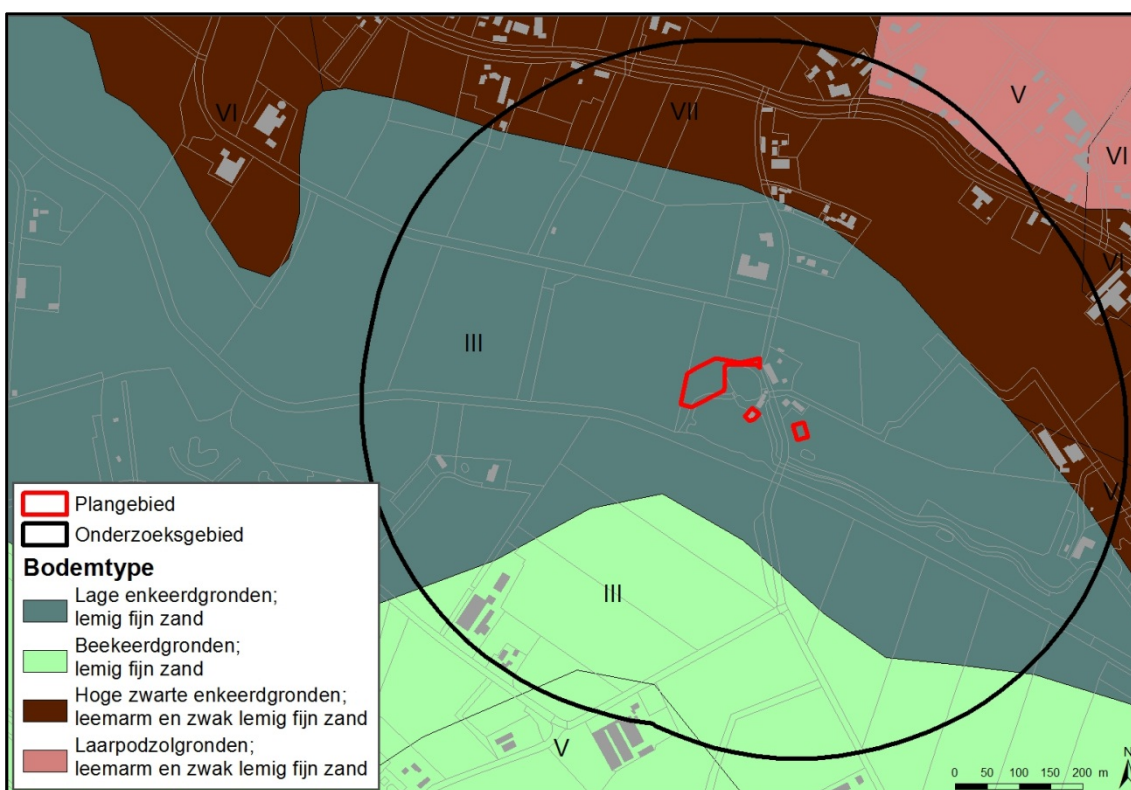 VI
VII
V
VI
VI
III
V
III
V
Plangebied
Onderzoeksgebied
Bodemtype
Lage enkeerdgronden;
lemig fijn zand
Beekeerdgronden;
lemig fijn zand
Hoge zwarte enkeerdgronden;
leemarm en zwak lemig fijn zand
Laarpodzolgronden;
leemarm en zwak lemig fijn zand
N
0 50 100 150 200 m